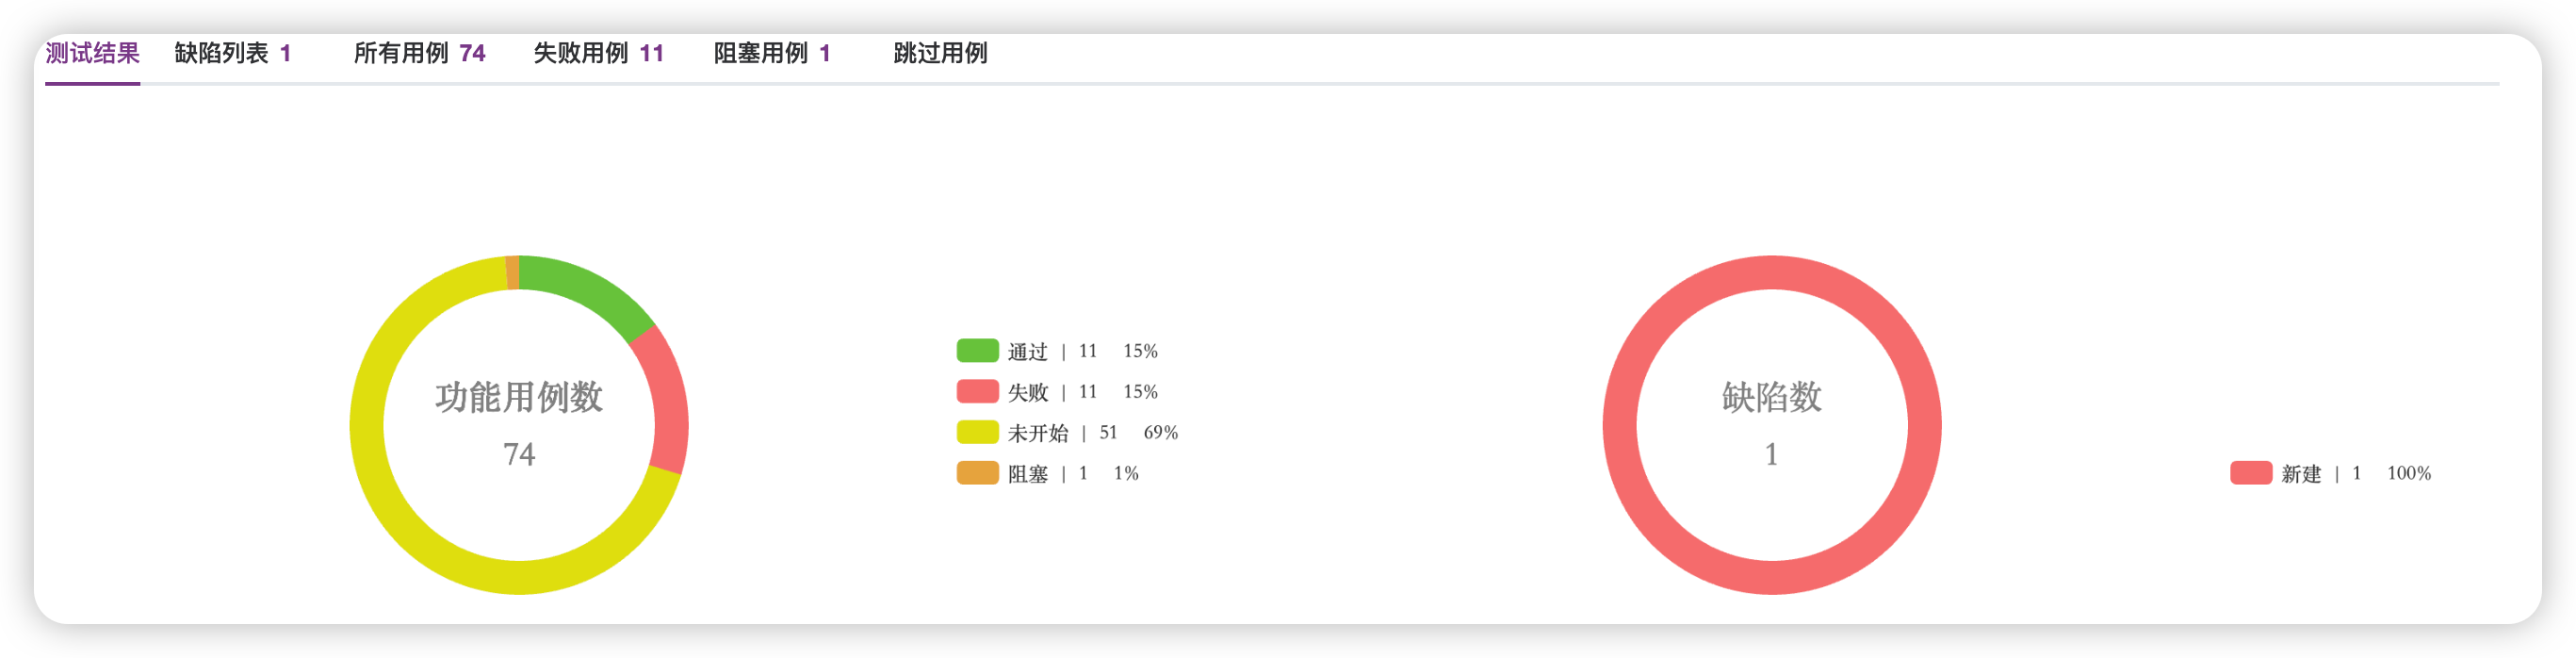 测试结果 缺陷列表 1 所有用例 74 失败用例 11 阻塞用例 1 跳过用例
功能用例数
74
通过 | 11 15%
失败 | 11 15%
未开始 | 51 69%
阻塞 | 1 1%
缺陷数
1
新建 | 1 100%